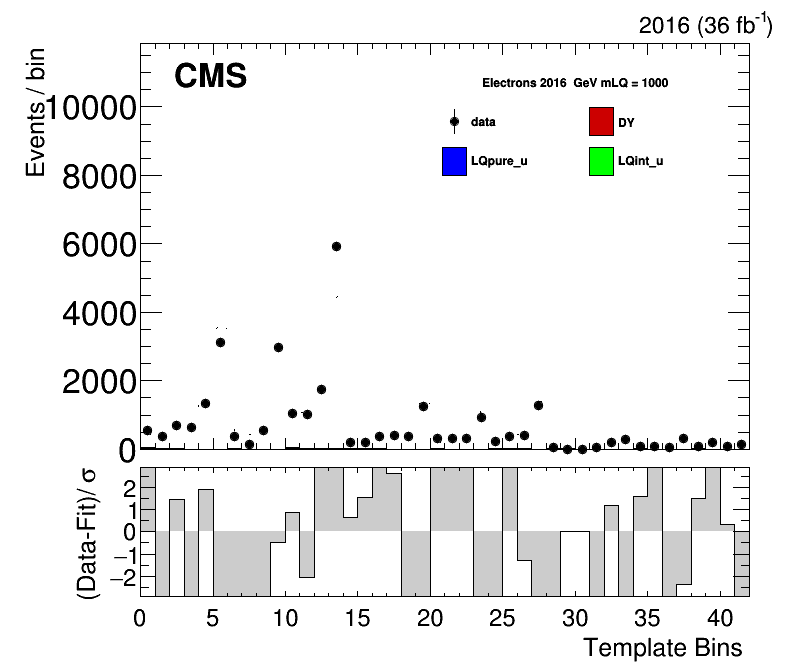 2016 (36 fb-1)
CMS
Electrons 2016 GeV mLQ = 1000
data
DY
LQpure_u
LQint_u
Events / bin
10000
8000
6000
4000
2000
0
(Data-Fit)/ σ
2
1
0
−1
−2
0 5 10 15 20 25 30 35 40
Template Bins